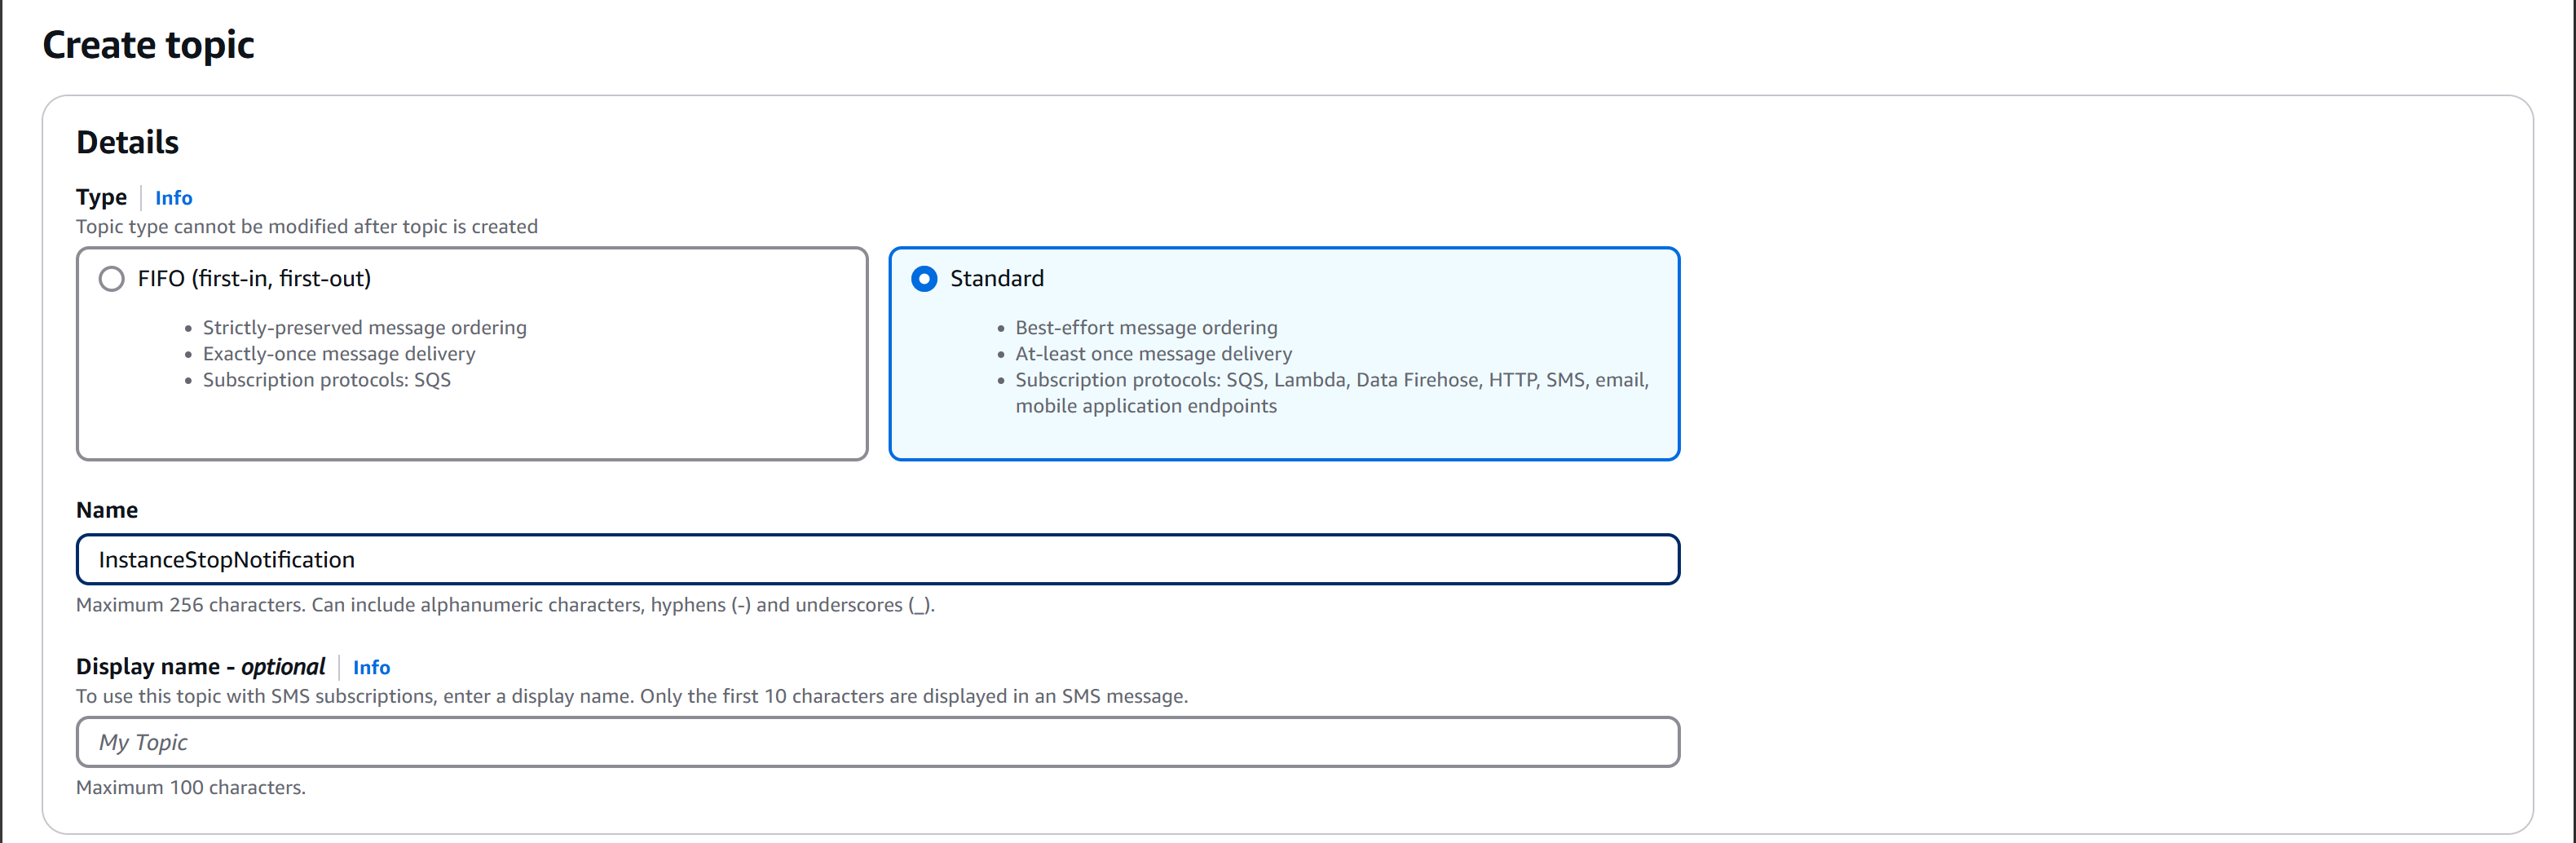 Create topic
Details
Type | Info
Topic type cannot be modified after topic is created
FIFO (first-in, first-out)
• Strictly-preserved message ordering
• Exactly-once message delivery
• Subscription protocols: SQS
Standard
• Best-effort message ordering
• At-least once message delivery
• Subscription protocols: SQS, Lambda, Data Firehose, HTTP, SMS, email,
mobile application endpoints
Name
InstanceStopNotification
Maximum 256 characters. Can include alphanumeric characters, hyphens (-) and underscores (_).
Display name - optional | Info
To use this topic with SMS subscriptions, enter a display name. Only the first 10 characters are displayed in an SMS message.
My Topic
Maximum 100 characters.